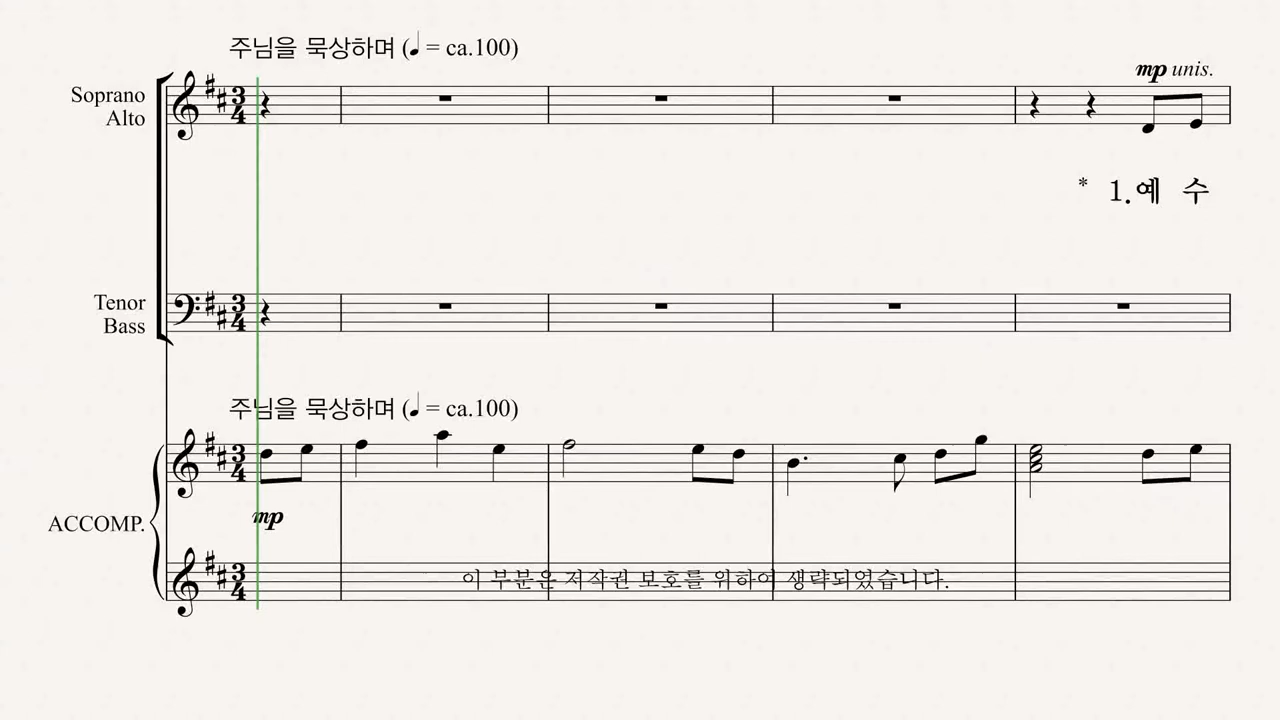 주님을 묵상하며 (♩ = ca.100)
mp unis.
Soprano
Alto
* 1. 예 수
Tenor
Bass
주님을 묵상하며 (♩ = ca.100)
mp
ACCOMP.
이 부분은 저작권 보호를 위하여 생략되었습니다.